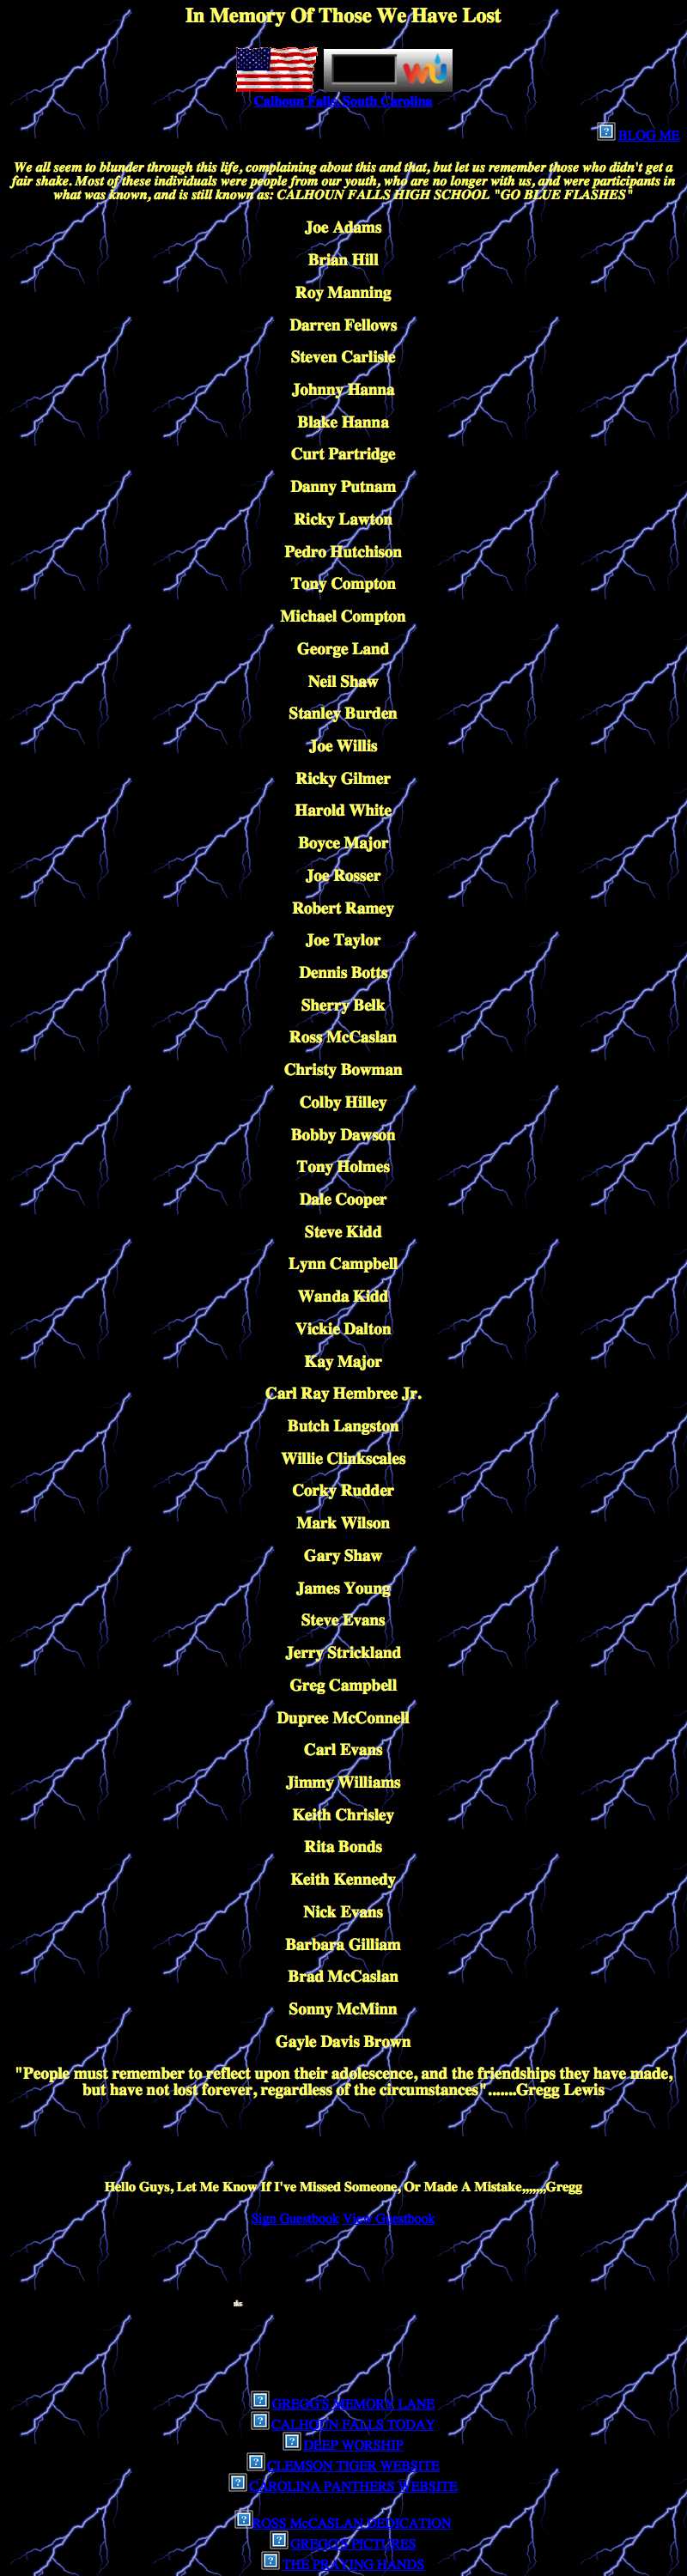 In Memory Of Those We Have Lost
Calhoun Falls, South Carolina
BLOG ME
We all seem to blunder through this life, complaining about this and that, but let us remember those who didn't get a
fair shake. Most of these individuals were people from our youth, who are no longer with us, and were participants in
what was known, and is still known as: CALHOUN FALLS HIGH SCHOOL "GO BLUE FLASHES"
Joe Adams
Brian Hill
Roy Manning
Darren Fellows
Steven Carlisle
Johnny Hanna
Blake Hanna
Curt Partridge
Danny Putnam
Ricky Lawton
Pedro Hutchison
Tony Compton
Michael Compton
George Land
Neil Shaw
Stanley Burden
Joe Willis
Ricky Gilmer
Harold White
Boyce Major
Joe Rosser
Robert Ramey
Joe Taylor
Dennis Botts
Sherry Belk
Ross McCaslan
Christy Bowman
Colby Hilley
Bobby Dawson
Tony Holmes
Dale Cooper
Steve Kidd
Lynn Campbell
Wanda Kidd
Vickie Dalton
Kay Major
Carl Ray Hembree Jr.
Butch Langston
Willie Clinkscales
Corky Rudder
Mark Wilson
Gary Shaw
James Young
Steve Evans
Jerry Strickland
Greg Campbell
Dupree McConnell
Carl Evans
Jimmy Williams
Keith Chrisley
Rita Bonds
Keith Kennedy
Nick Evans
Barbara Gilliam
Brad McCaslan
Sonny McMinn
Gayle Davis Brown
"People must remember to reflect upon their adolescence, and the friendships they have made,
but have not lost forever, regardless of the circumstances".......Gregg Lewis
Hello Guys, Let Me Know If I've Missed Someone, Or Made A Mistake,,,,,,,Gregg
Sign Guestbook View Guestbook
GREGG'S MEMORY LANE
CALHOUN FALLS TODAY
DEEP WORSHIP
CLEMSON TIGER WEBSITE
CAROLINA PANTHERS WEBSITE
ROSS McCASLAN DEDICATION
GREGG'S PICTURES
THE PRAYING HANDS